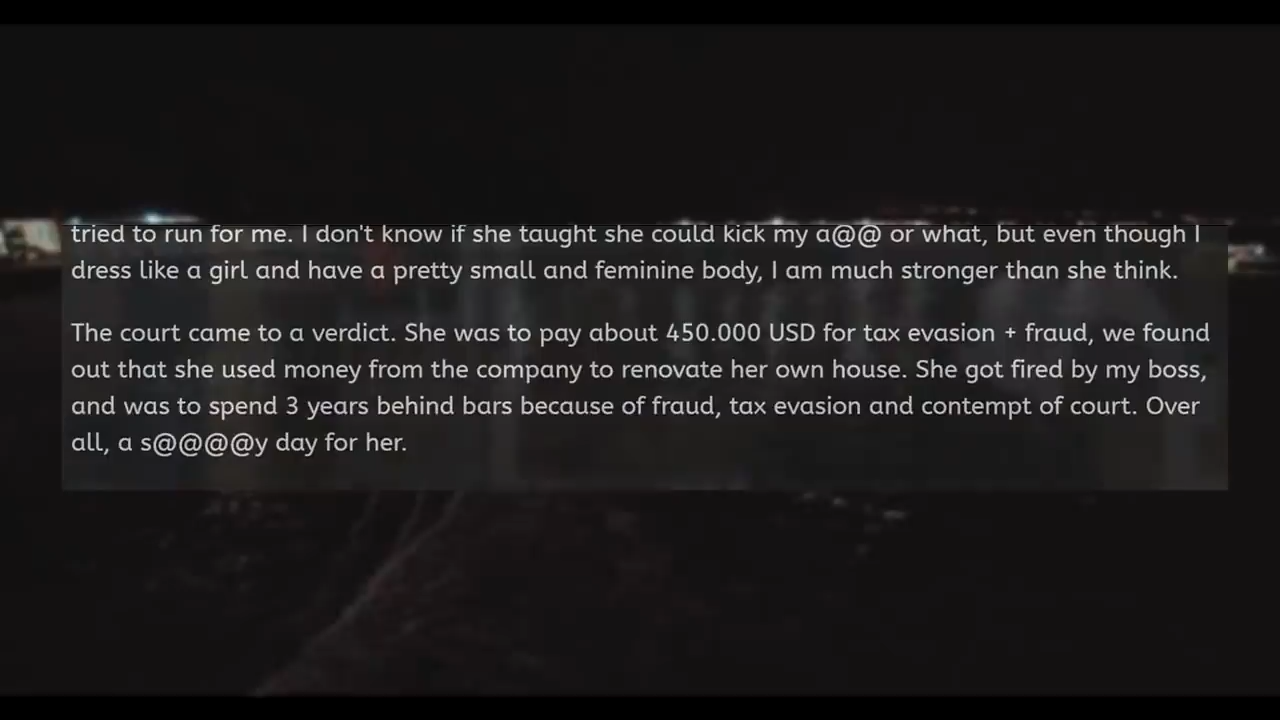 tried to run for me. I don't know if she taught she could kick my a@@ or what, but even though I
dress like a girl and have a pretty small and feminine body, I am much stronger than she think.
The court came to a verdict. She was to pay about 450.000 USD for tax evasion + fraud, we found
out that she used money from the company to renovate her own house. She got fired by my boss,
and was to spend 3 years behind bars because of fraud, tax evasion and contempt of court. Over
all, a s@@@@y day for her.